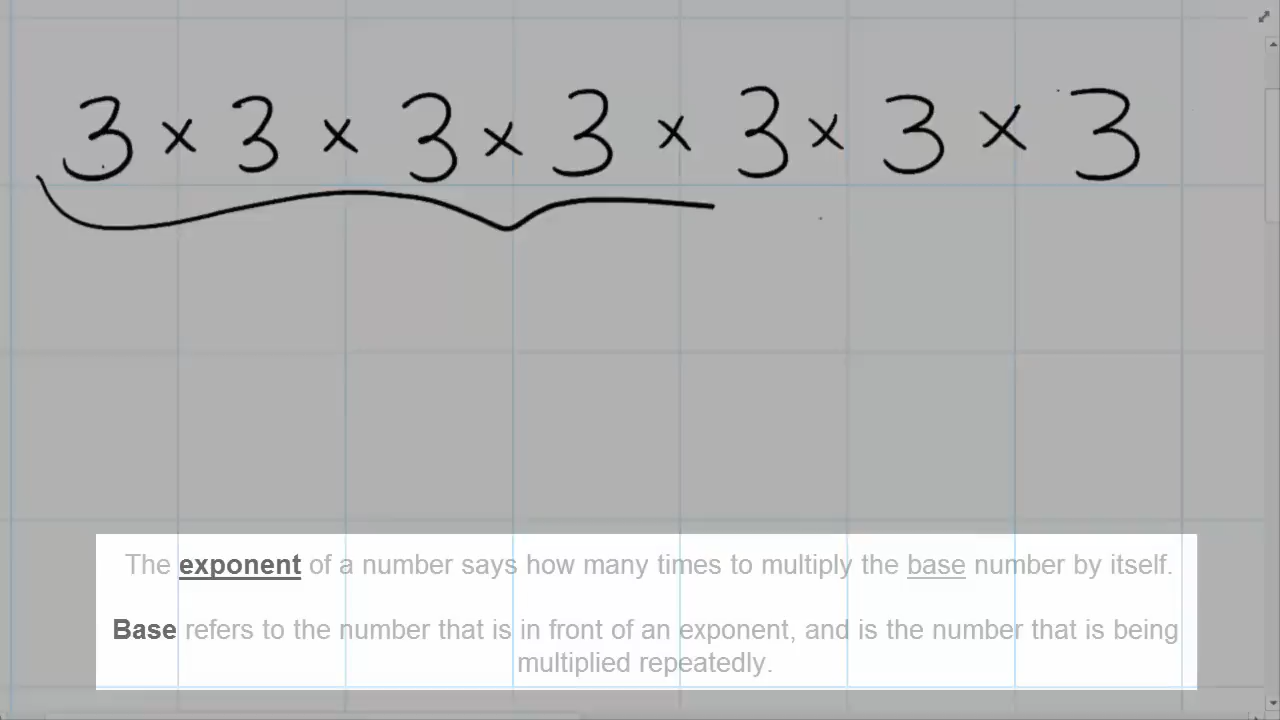 3 × 3 × 3 × 3 × 3 × 3 × 3
The exponent of a number says how many times to multiply the base number by itself.
Base refers to the number that is in front of an exponent, and is the number that is being
multiplied repeatedly.